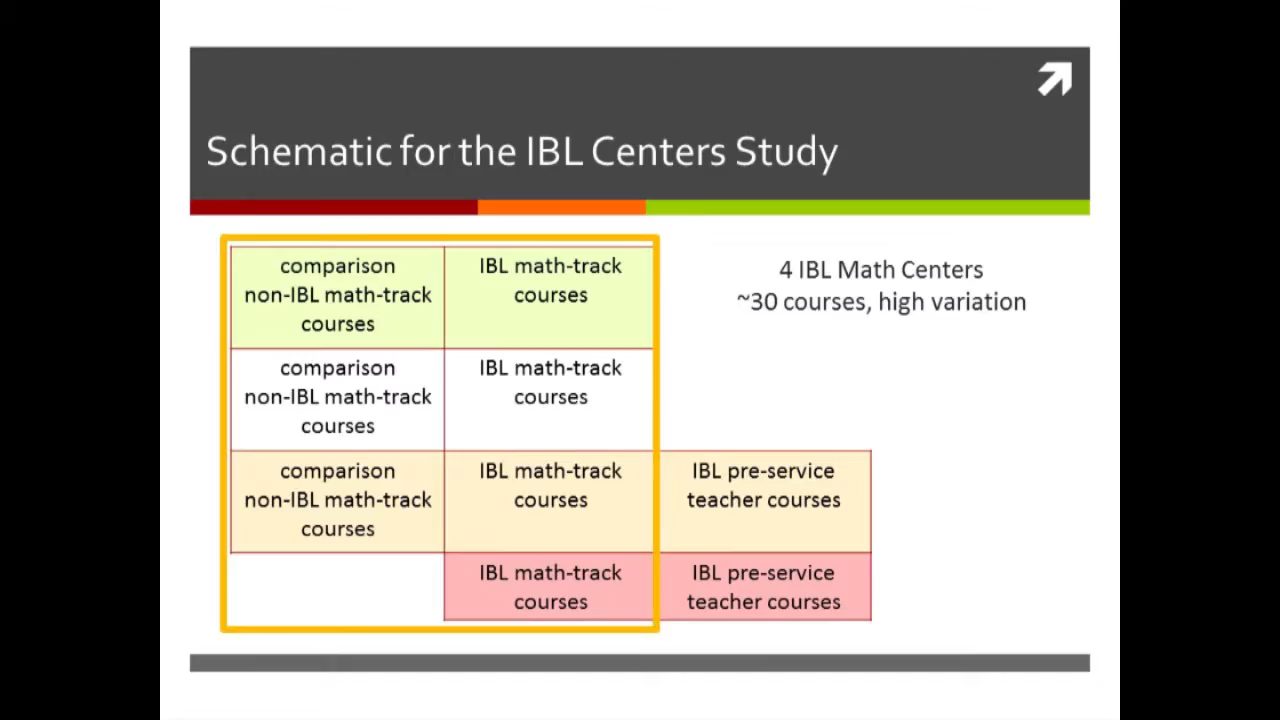 Schematic for the IBL Centers Study
comparison
non-IBL math-track
courses
IBL math-track
courses
4 IBL Math Centers
~30 courses, high variation
comparison
non-IBL math-track
courses
IBL math-track
courses
comparison
non-IBL math-track
courses
IBL math-track
courses
IBL pre-service
teacher courses
IBL math-track
courses
IBL pre-service
teacher courses